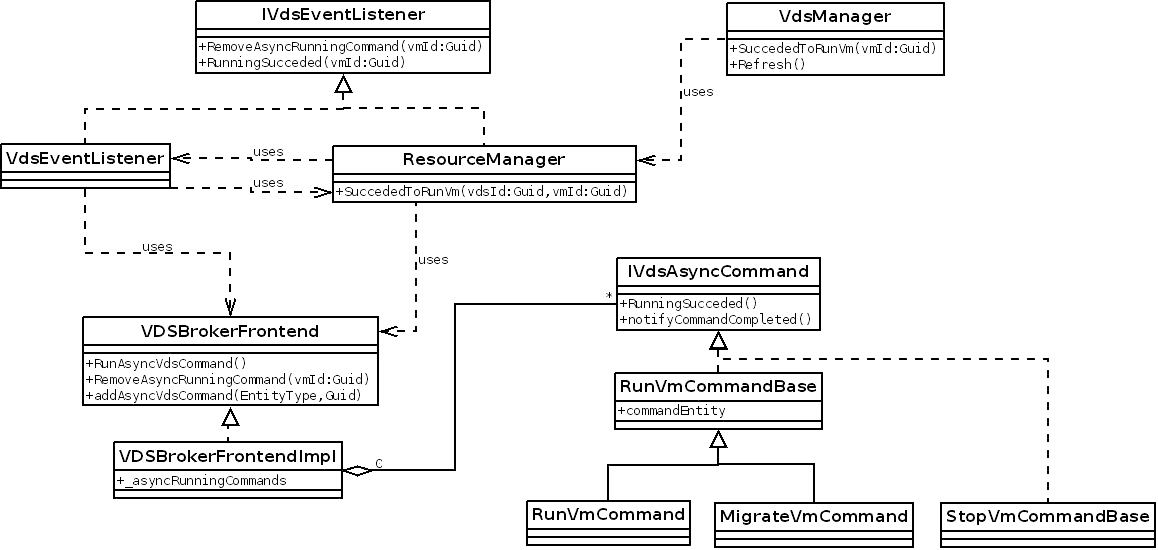 IVdsEventListener
+RemoveAsyncRunningCommand(vmId:Guid)
+RunningSucceded(vmId:Guid)
VdsManager
+SuccededToRunVm(vmId:Guid)
+Refresh()
uses
VdsEventListener
uses
uses
ResourceManager
+SuccededToRunVm(vdsId:Guid,vmId:Guid)
uses
uses
IVdsAsyncCommand
+RunningSucceded()
+notifyCommandCompleted()
*
VDSBrokerFrontend
+RunAsyncVdsCommand()
+RemoveAsyncRunningCommand(vmId:Guid)
+addAsyncVdsCommand(EntityType,Guid)
RunVmCommandBase
+commandEntity
VDSBrokerFrontendImpl
+_asyncRunningCommands
C
RunVmCommand
MigrateVmCommand
StopVmCommandBase